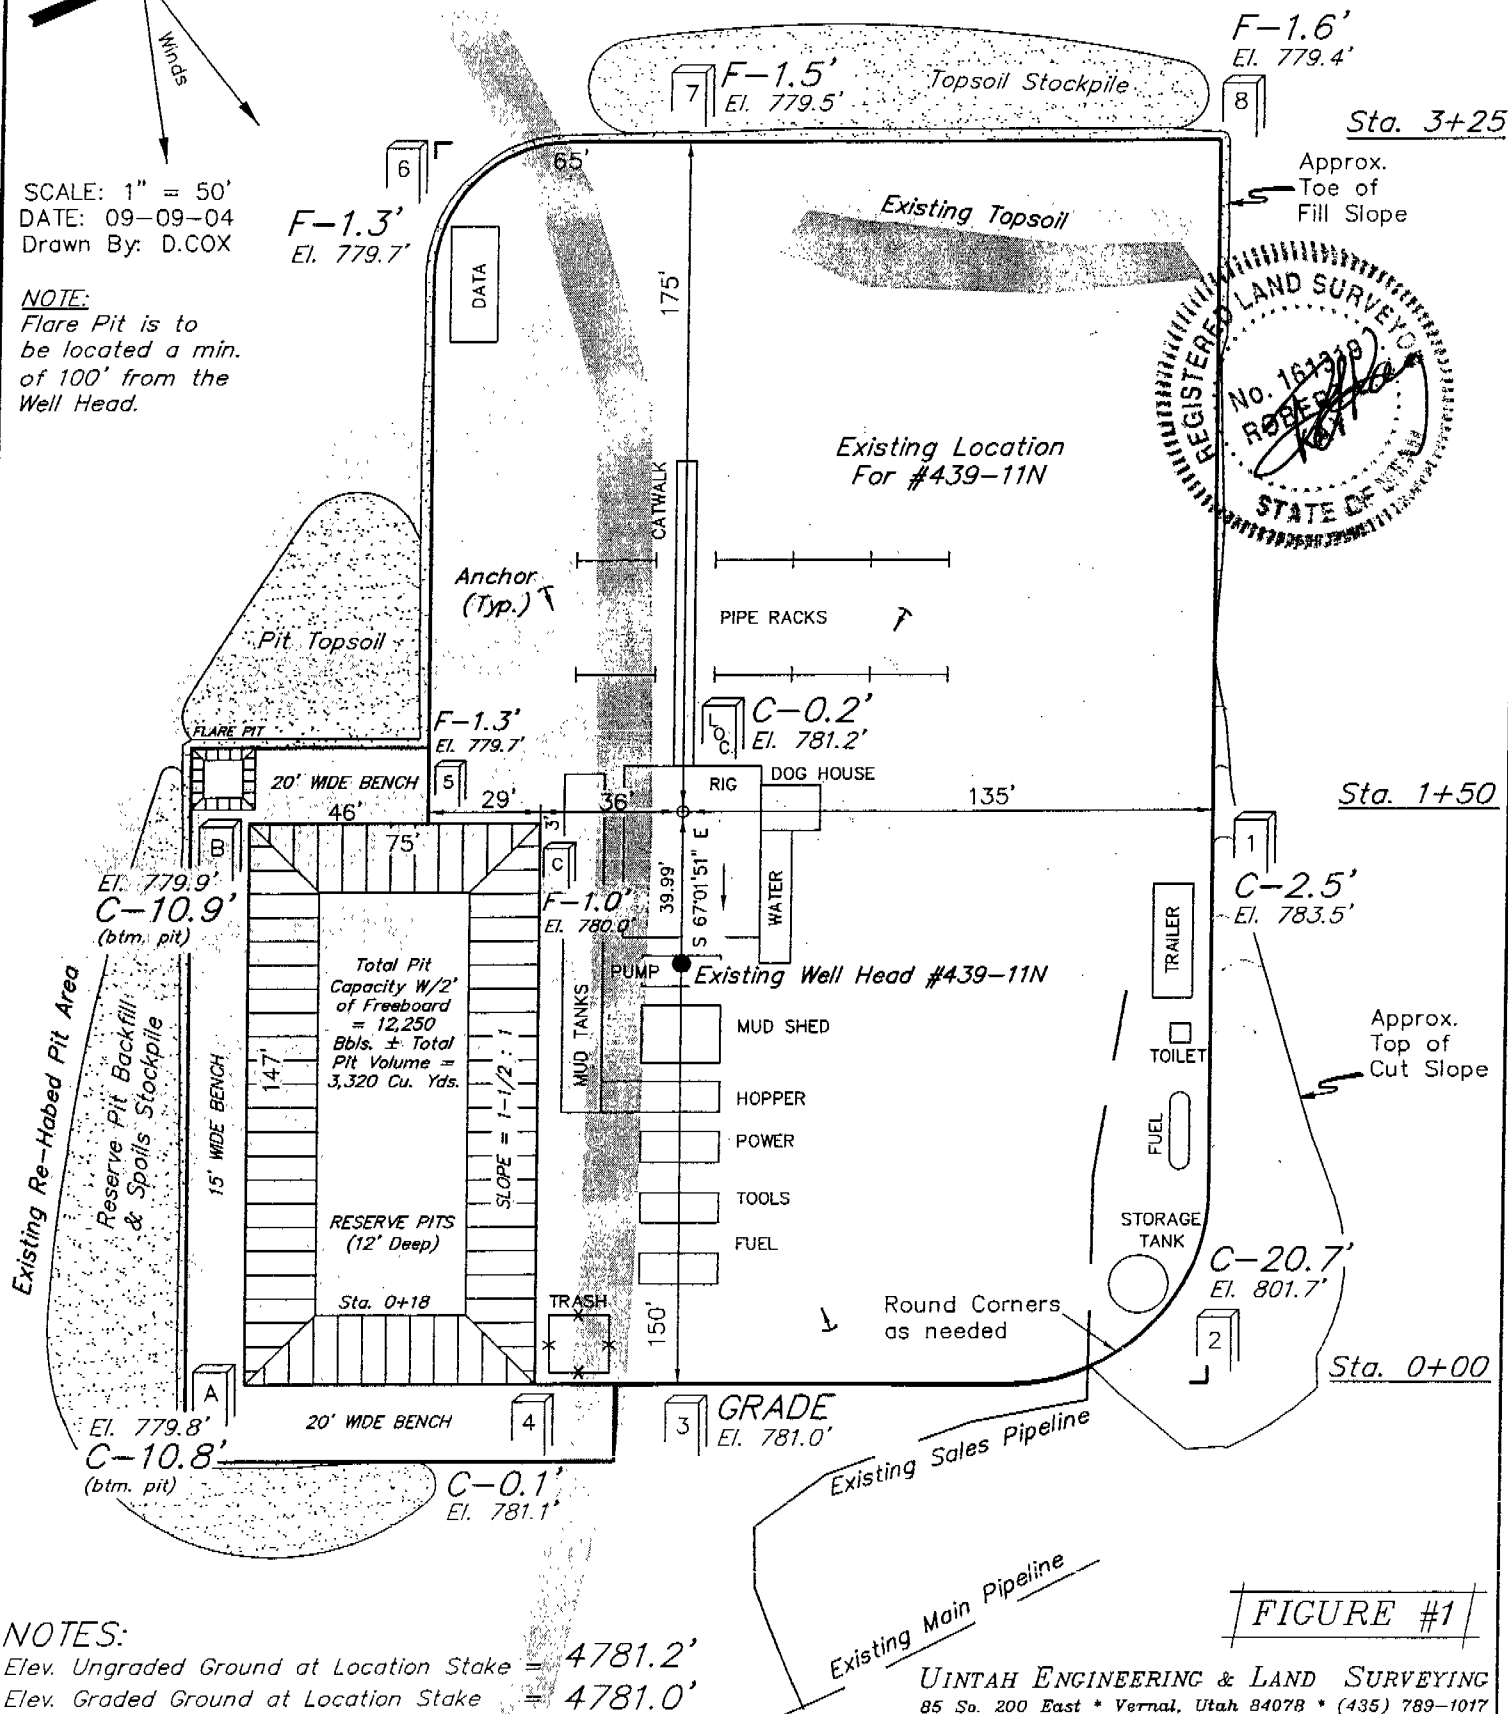 F-1.6'
El. 779.4'
8
Winds
F-1.5'
El. 779.5'
7
Topsoil Stockpile
Sta. 3+25
6
65'
Approx.
Toe of
Fill Slope
SCALE: 1" = 50'
DATE: 09-09-04
Drawn By: D.COX
F-1.3'
El. 779.7'
Existing Topsoil
DATA
175'
NOTE:
Flare Pit is to
be located a min.
of 100' from the
Well Head.
REGISTERED LAND SURVEYOR
No. 161319
STATE OF UTAH
Existing Location
For #439-11N
CATWALK
Anchor
(Typ.)
PIPE RACKS
Pit Topsoil
FLARE PIT
F-1.3'
El. 779.7'
5
LOC.
C-0.2'
El. 781.2'
20' WIDE BENCH
RIG
DOG HOUSE
46'
29'
36'
135'
Sta. 1+50
75'
3'
B
C
1
El. 779.9'
C-10.9'
(btm. pit)
F-1.0'
El. 780.0'
39.99'
S 67°01'51" E
WATER
C-2.5'
El. 783.5'
TRAILER
Total Pit
Capacity W/2'
of Freeboard
= 12,250
Bbls. ± Total
Pit Volume =
3,320 Cu. Yds.
PUMP
Existing Well Head #439-11N
MUD TANKS
MUD SHED
TOILET
Approx.
Top of
Cut Slope
Existing Re-Habed Pit Area
Reserve Pit Backfill
& Spoils Stockpile
15' WIDE BENCH
147'
SLOPE = 1-1/2 : 1
HOPPER
POWER
FUEL
TOOLS
RESERVE PITS
(12' Deep)
FUEL
STORAGE
TANK
C-20.7'
El. 801.7'
Sta. 0+18
TRASH
150'
Round Corners
as needed
2
Sta. 0+00
A
El. 779.8'
C-10.8'
(btm. pit)
20' WIDE BENCH
4
3
GRADE
El. 781.0'
C-0.1'
El. 781.1'
Existing Sales Pipeline
Existing Main Pipeline
FIGURE #1
NOTES:
Elev. Ungraded Ground at Location Stake = 4781.2'
Elev. Graded Ground at Location Stake = 4781.0'
UINTAH ENGINEERING & LAND SURVEYING
85 So. 200 East * Vernal, Utah 84078 * (435) 789-1017